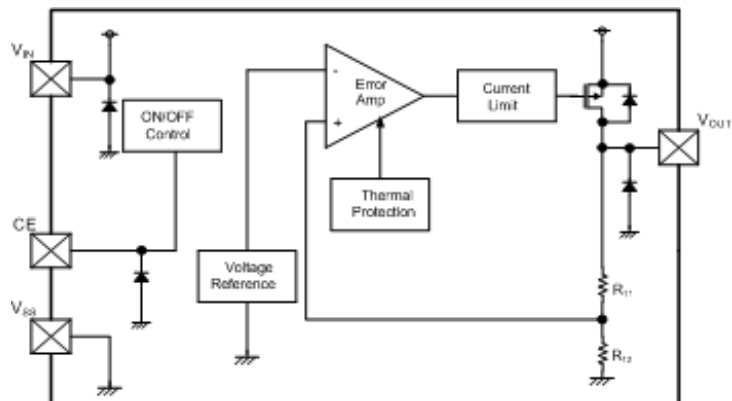 VIN
ON/OFF
Control
CE
VSS
-
+
Error
Amp
Current
Limit
Thermal
Protection
Voltage
Reference
VOUT
R11
R12